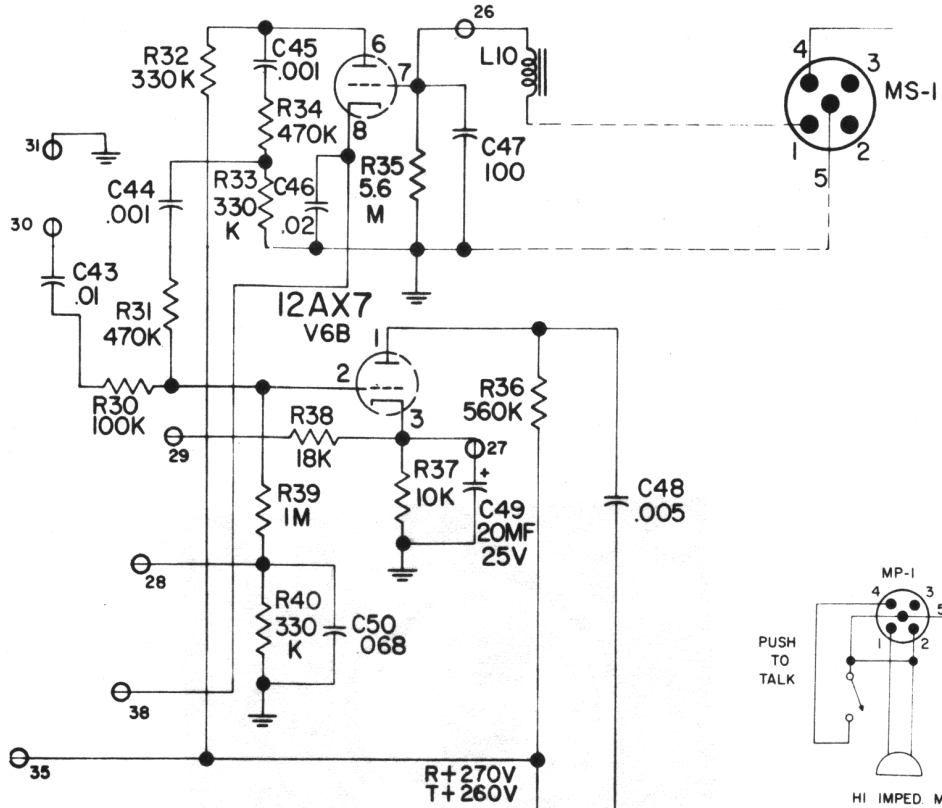 26
R32
330K
C45
.001
6
7
8
L10
4
3
MS-1
1
2
5
R34
470K
31
C44
.001
R33
330
K
C46
.02
R35
5.6
M
C47
100
30
C43
.01
R31
470K
12AX7
V6B
1
2
3
R30
100K
R36
560K
29
R38
18K
27
R37
10K
+
C49
20MF
25V
C48
.005
R39
1M
28
R40
330
K
C50
.068
38
35
R+270V
T+260V
MP-1
4
3
5
1
2
PUSH
TO
TALK
HI IMPED. M